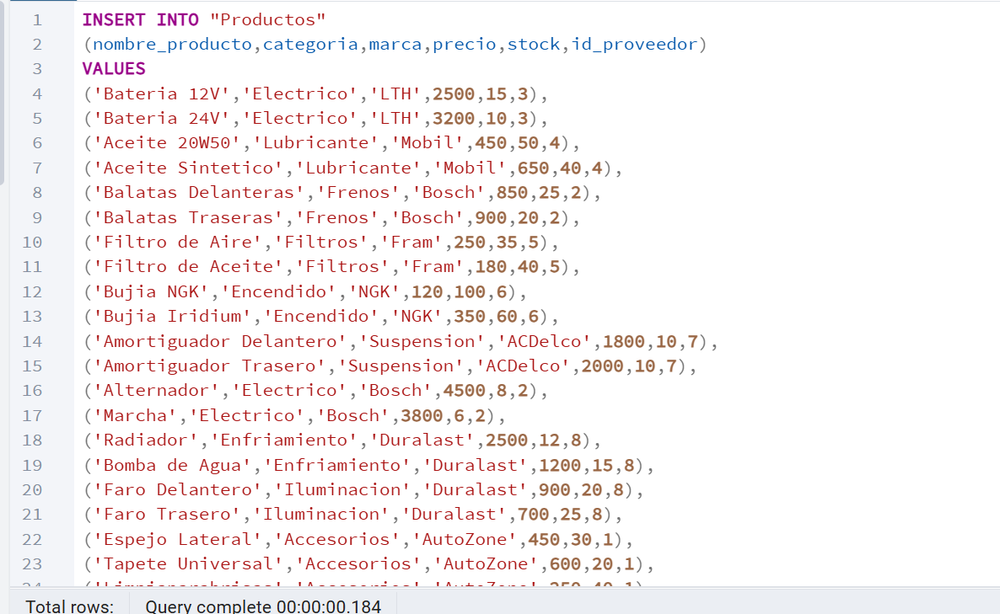 1 INSERT INTO "Productos"
2 (nombre_producto,categoria,marca,precio,stock,id_proveedor)
3 VALUES
4 ('Bateria 12V','Electrico','LTH',2500,15,3),
5 ('Bateria 24V','Electrico','LTH',3200,10,3),
6 ('Aceite 20W50','Lubricante','Mobil',450,50,4),
7 ('Aceite Sintetico','Lubricante','Mobil',650,40,4),
8 ('Balatas Delanteras','Frenos','Bosch',850,25,2),
9 ('Balatas Traseras','Frenos','Bosch',900,20,2),
10 ('Filtro de Aire','Filtros','Fram',250,35,5),
11 ('Filtro de Aceite','Filtros','Fram',180,40,5),
12 ('Bujia NGK','Encendido','NGK',120,100,6),
13 ('Bujia Iridium','Encendido','NGK',350,60,6),
14 ('Amortiguador Delantero','Suspension','ACDelco',1800,10,7),
15 ('Amortiguador Trasero','Suspension','ACDelco',2000,10,7),
16 ('Alternador','Electrico','Bosch',4500,8,2),
17 ('Marcha','Electrico','Bosch',3800,6,2),
18 ('Radiador','Enfriamiento','Duralast',2500,12,8),
19 ('Bomba de Agua','Enfriamiento','Duralast',1200,15,8),
20 ('Faro Delantero','Iluminacion','Duralast',900,20,8),
21 ('Faro Trasero','Iluminacion','Duralast',700,25,8),
22 ('Espejo Lateral','Accesorios','AutoZone',450,30,1),
23 ('Tapete Universal','Accesorios','AutoZone',600,20,1),
Total rows: Query complete 00:00:00.184